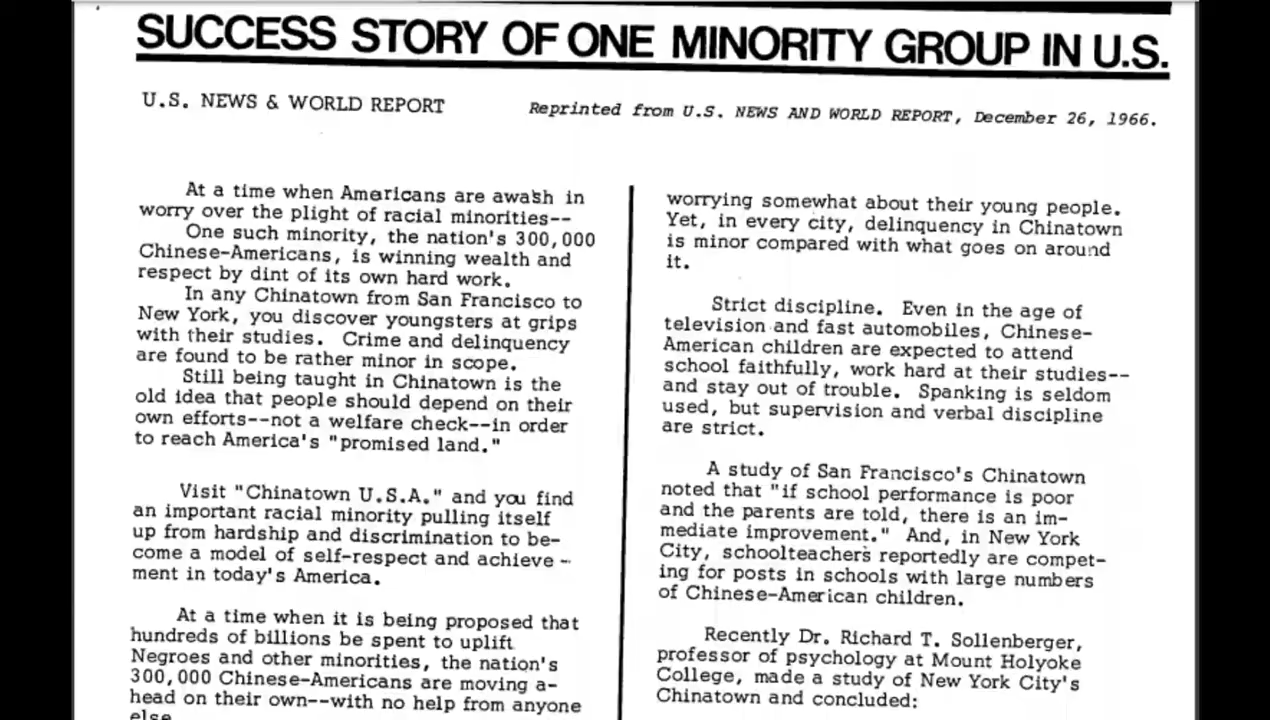 SUCCESS STORY OF ONE MINORITY GROUP IN U.S.
U.S. NEWS & WORLD REPORT
Reprinted from U.S. NEWS AND WORLD REPORT, December 26, 1966.
At a time when Americans are awash in
worry over the plight of racial minorities--
One such minority, the nation's 300,000
Chinese-Americans, is winning wealth and
respect by dint of its own hard work.
In any Chinatown from San Francisco to
New York, you discover youngsters at grips
with their studies. Crime and delinquency
are found to be rather minor in scope.
Still being taught in Chinatown is the
old idea that people should depend on their
own efforts--not a welfare check--in order
to reach America's "promised land."
Visit "Chinatown U.S.A." and you find
an important racial minority pulling itself
up from hardship and discrimination to be-
come a model of self-respect and achieve-
ment in today's America.
At a time when it is being proposed that
hundreds of billions be spent to uplift
Negroes and other minorities, the nation's
300,000 Chinese-Americans are moving a-
head on their own--with no help from anyone
else.
worrying somewhat about their young people.
Yet, in every city, delinquency in Chinatown
is minor compared with what goes on around
it.
Strict discipline. Even in the age of
television and fast automobiles, Chinese-
American children are expected to attend
school faithfully, work hard at their studies--
and stay out of trouble. Spanking is seldom
used, but supervision and verbal discipline
are strict.
A study of San Francisco's Chinatown
noted that "if school performance is poor
and the parents are told, there is an im-
mediate improvement." And, in New York
City, schoolteachers reportedly are compet-
ing for posts in schools with large numbers
of Chinese-American children.
Recently Dr. Richard T. Sollenberger,
professor of psychology at Mount Holyoke
College, made a study of New York City's
Chinatown and concluded: